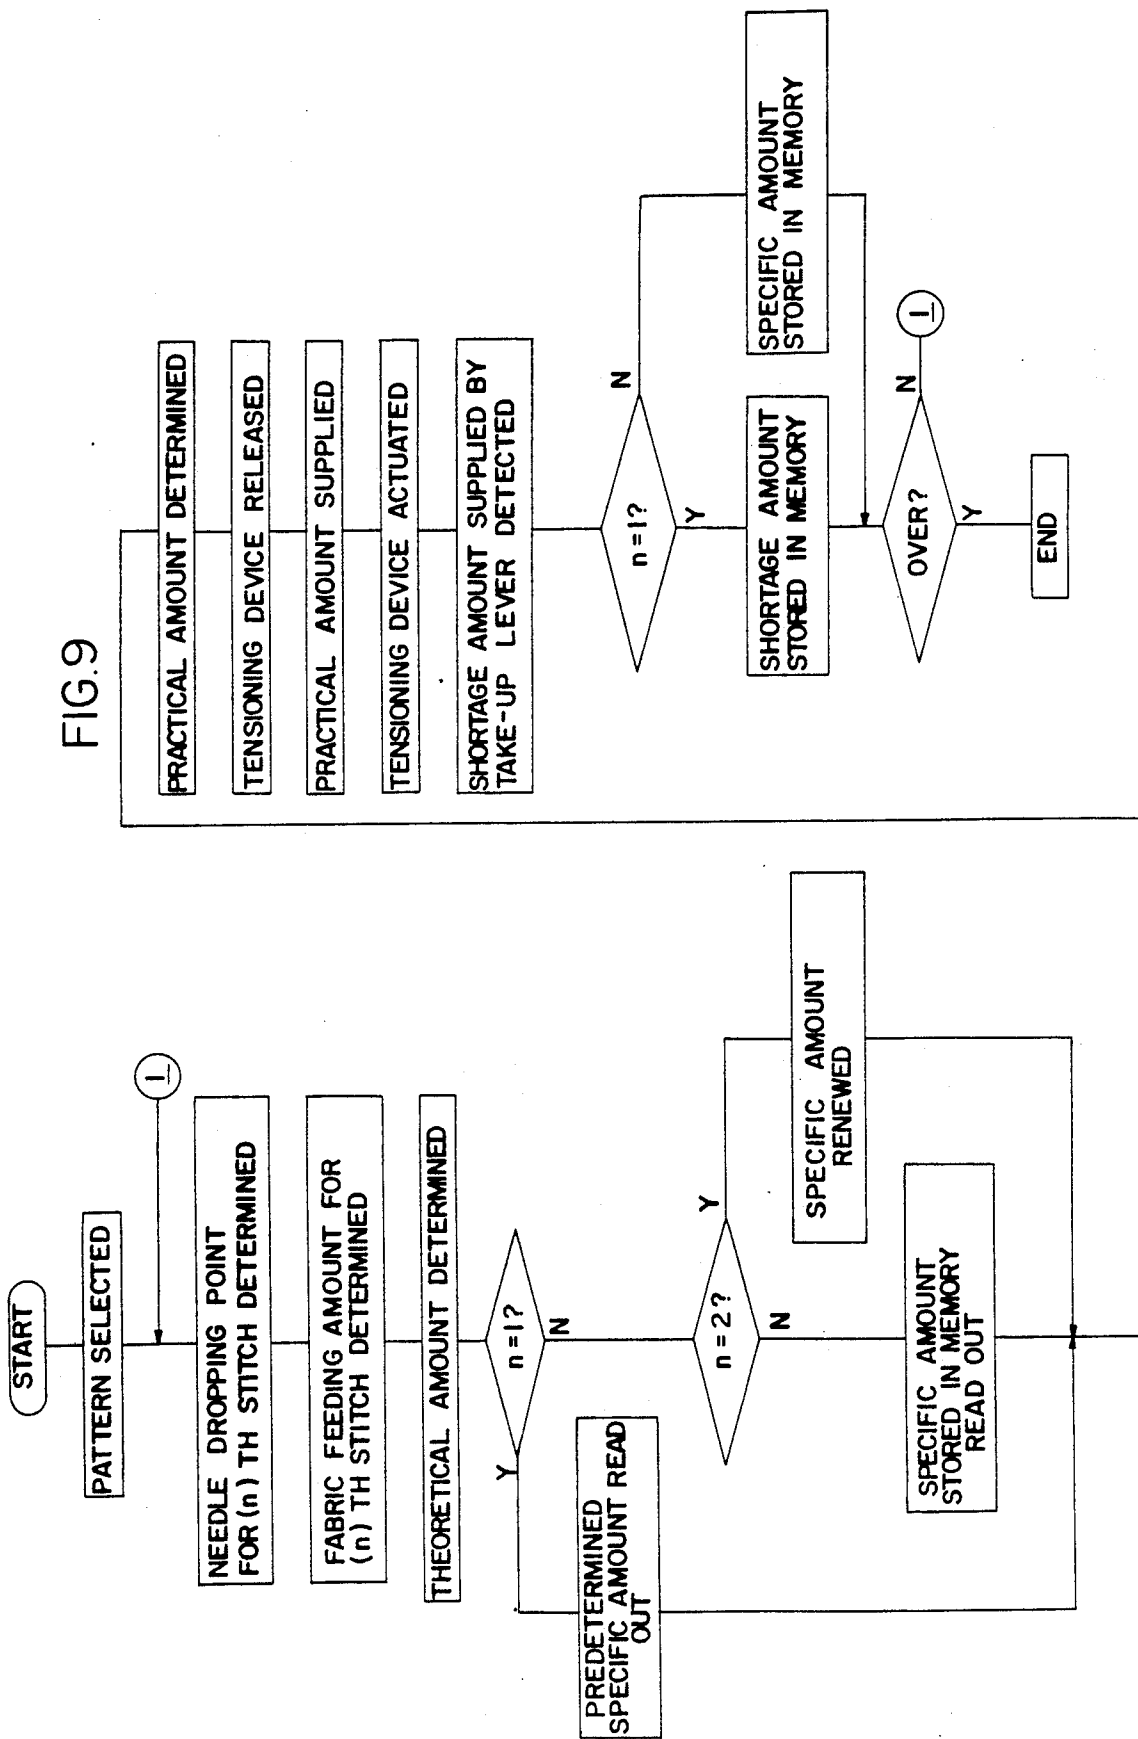 FIG.9
START
PATTERN SELECTED
1
NEEDLE DROPPING POINT
FOR (n) TH STITCH DETERMINED
FABRIC FEEDING AMOUNT FOR
(n) TH STITCH DETERMINED
THEORETICAL AMOUNT DETERMINED
n=1?
Y
N
PREDETERMINED
SPECIFIC AMOUNT READ
OUT
n=2?
Y
N
SPECIFIC AMOUNT
RENEWED
SPECIFIC AMOUNT
STORED IN MEMORY
READ OUT
PRACTICAL AMOUNT DETERMINED
TENSIONING DEVICE RELEASED
PRACTICAL AMOUNT SUPPLIED
TENSIONING DEVICE ACTUATED
SHORTAGE AMOUNT SUPPLIED BY
TAKE-UP LEVER DETECTED
n=1?
N
Y
SHORTAGE AMOUNT
STORED IN MEMORY
SPECIFIC AMOUNT
STORED IN MEMORY
OVER?
N
1
Y
END